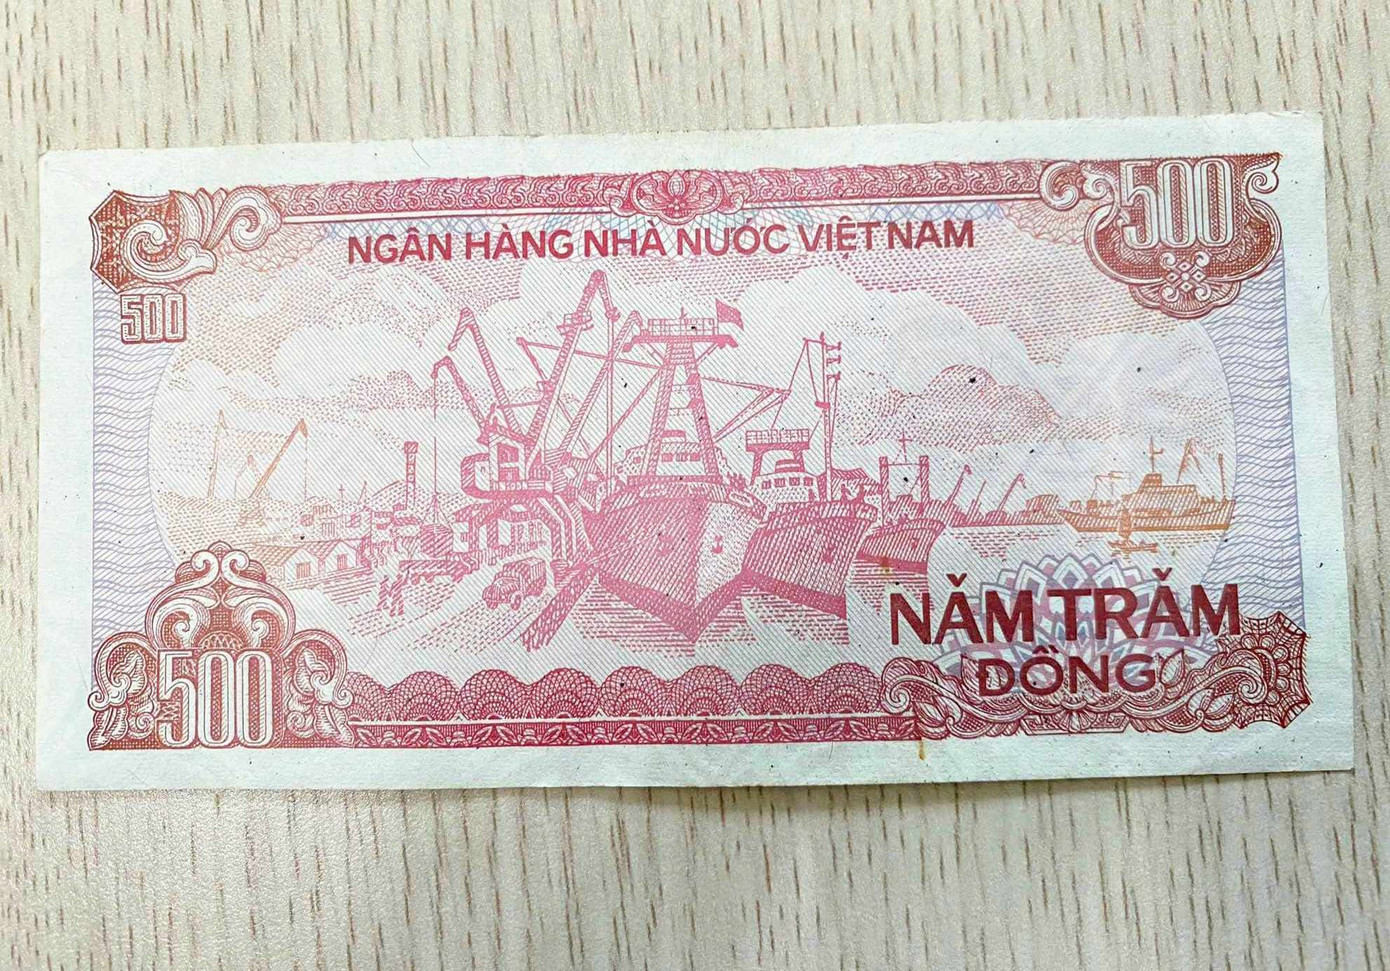 500
NGÂN HÀNG NHÀ NƯỚC VIỆT NAM
500
NĂM TRĂM
ĐỒNG
500